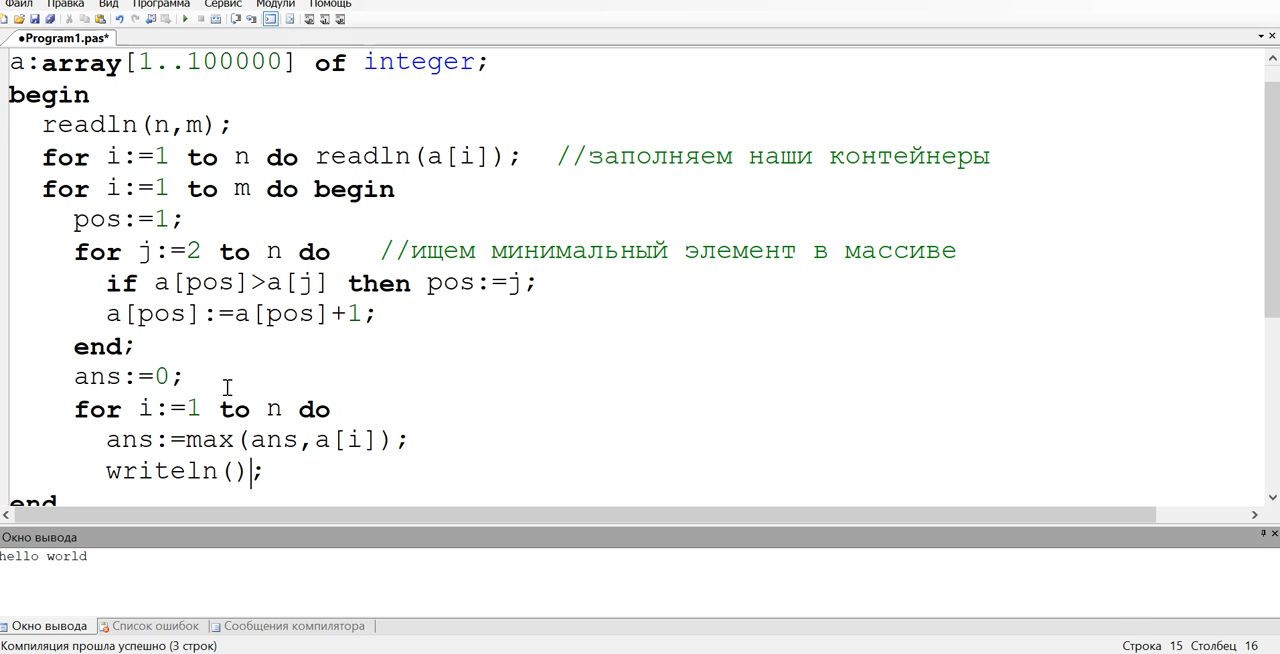 Файл Правка Вид Программа Сервис Модули Помощь
●Program1.pas*
a:array[1..100000] of integer;
begin
readln(n,m);
for i:=1 to n do readln(a[i]); //заполняем наши контейнеры
for i:=1 to m do begin
pos:=1;
for j:=2 to n do //ищем минимальный элемент в массиве
if a[pos]>a[j] then pos:=j;
a[pos]:=a[pos]+1;
end;
ans:=0;
for i:=1 to n do
ans:=max(ans,a[i]);
writeln();
end
Окно вывода
hello world
Окно вывода Список ошибок Сообщения компилятора
Компиляция прошла успешно (3 строк) Строка 15 Столбец 16